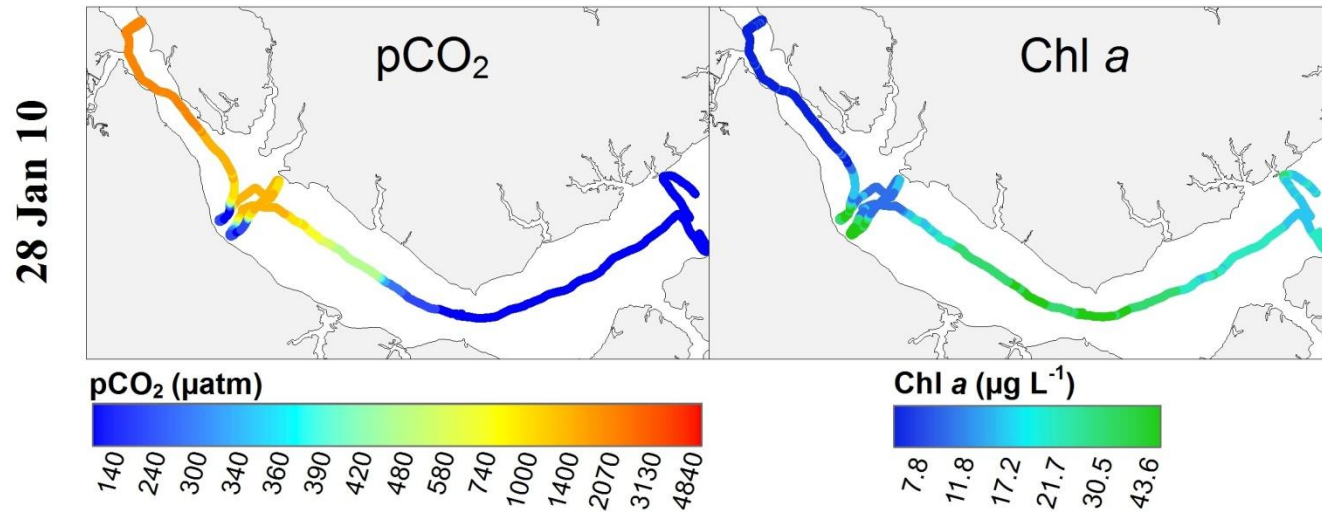 28 Jan 10
pCO₂
Chl a
pCO₂ (µatm)
140 240 300 340 360 390 420 480 580 740 1000 1400 2070 3130 4840
Chl a (µg L⁻¹)
7.8 11.8 17.2 21.7 30.5 43.6